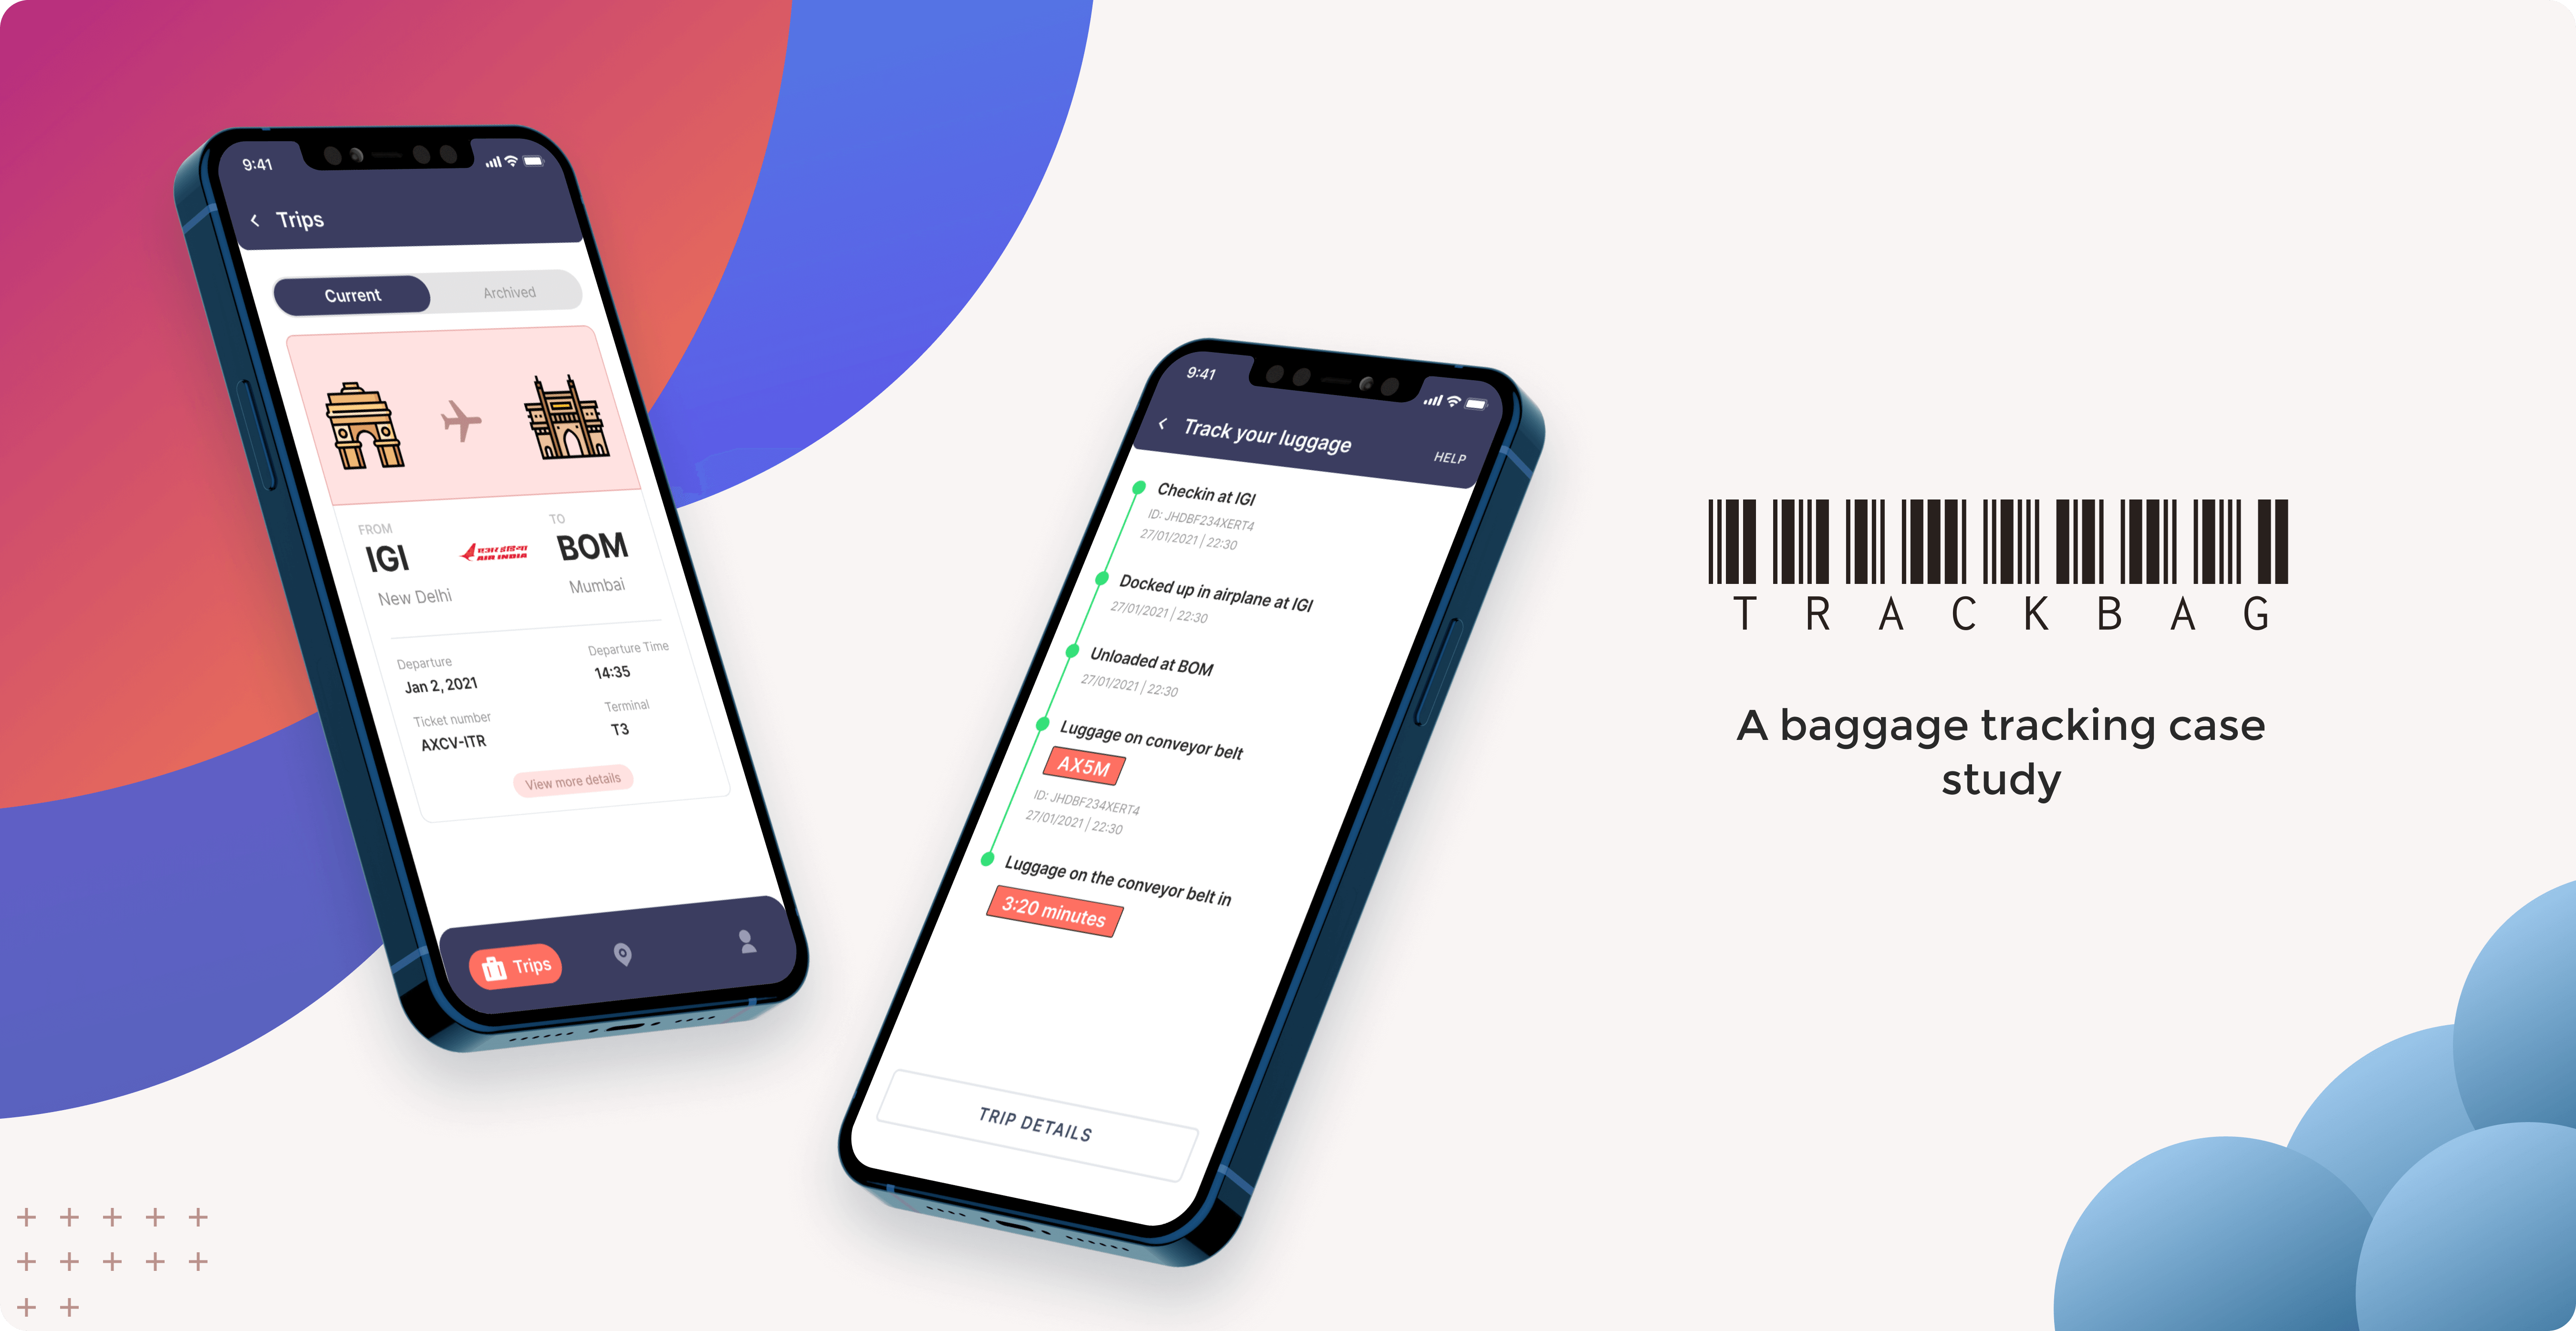 9:41
Trips
Current Archived
FROM TO
IGI एअर इंडिया BOM
AIR INDIA
New Delhi Mumbai
Departure Departure Time
Jan 2, 2021 14:35
Ticket number Terminal
AXCV-ITR T3
View more details
Trips
9:41
Track your luggage HELP
Checkin at IGI
ID: JHDBF234XERT4
27/01/2021 | 22:30
Docked up in airplane at IGI
27/01/2021 | 22:30
Unloaded at BOM
27/01/2021 | 22:30
Luggage on conveyor belt
AX5M
ID: JHDBF234XERT4
27/01/2021 | 22:30
Luggage on the conveyor belt in
3:20 minutes
TRIP DETAILS
TRACKBAG
A baggage tracking case
study